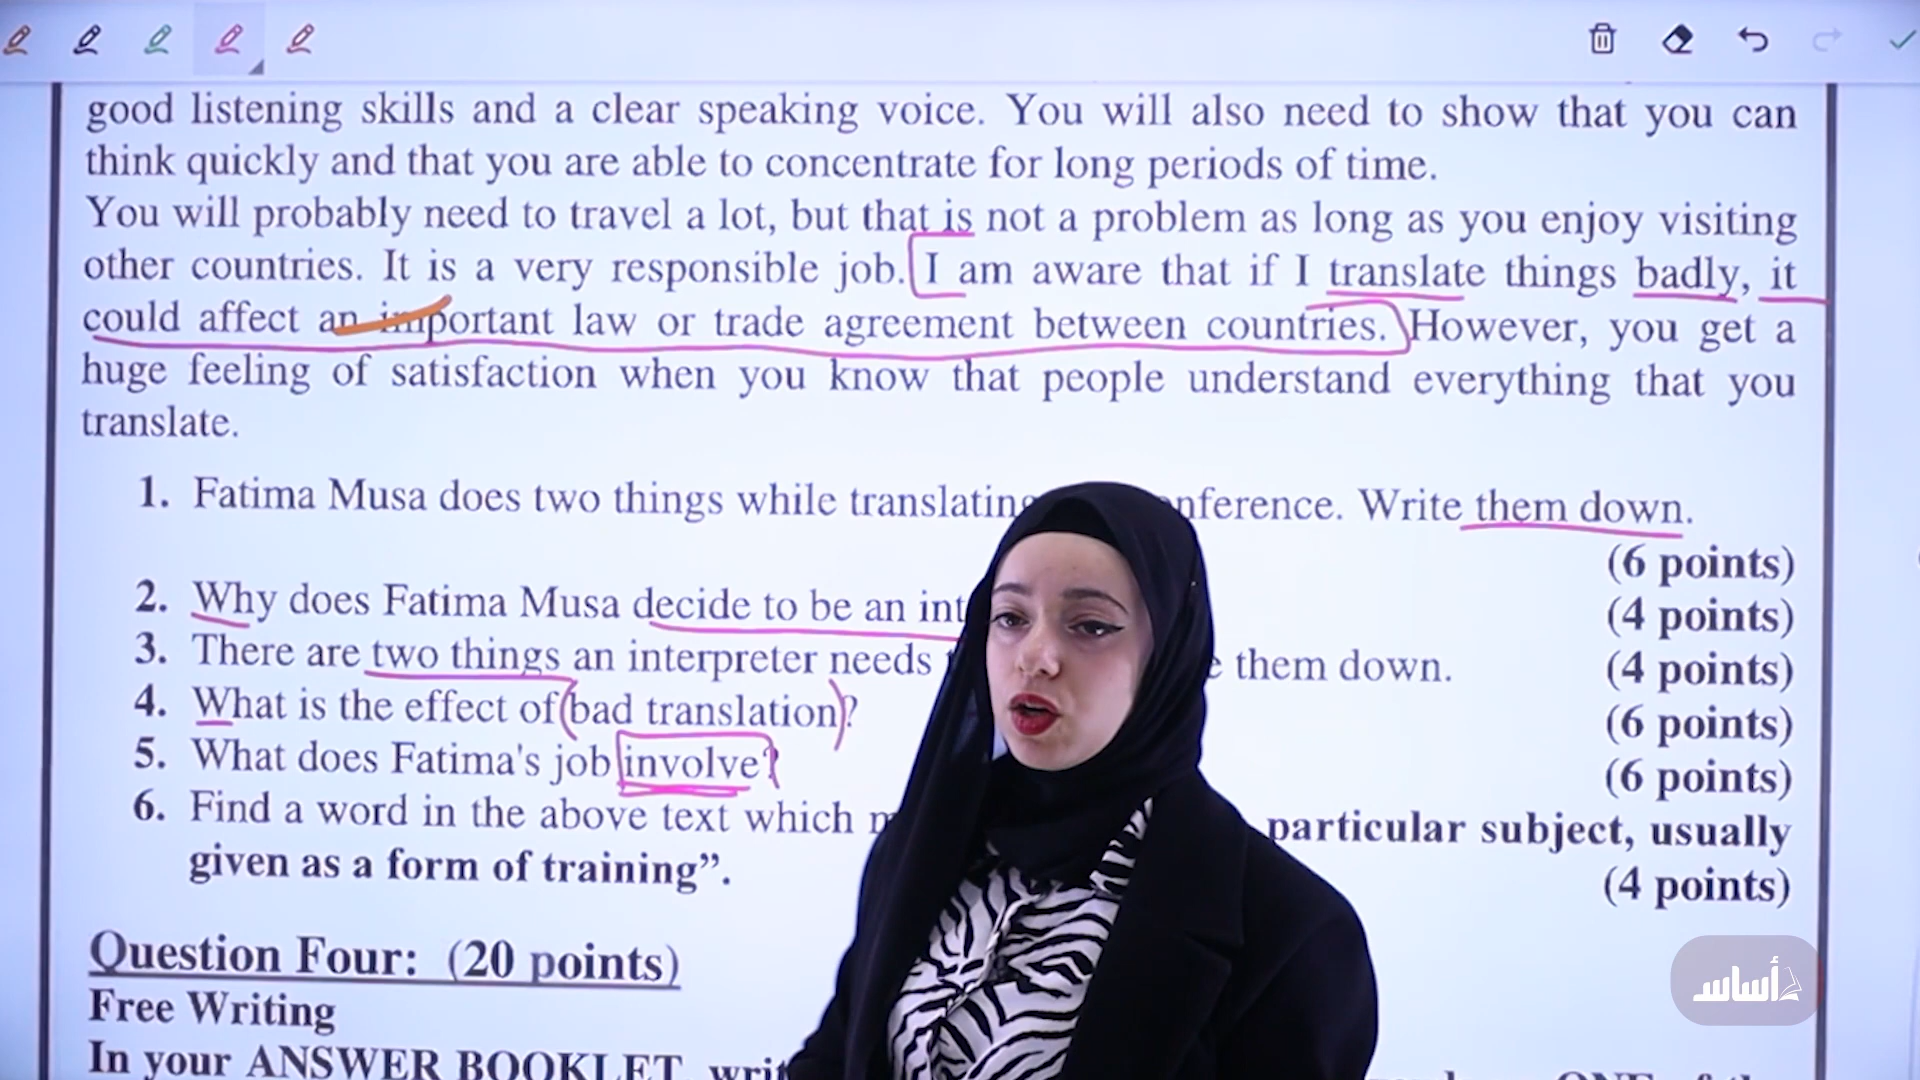 good listening skills and a clear speaking voice. You will also need to show that you can
think quickly and that you are able to concentrate for long periods of time.
You will probably need to travel a lot, but that is not a problem as long as you enjoy visiting
other countries. It is a very responsible job. I am aware that if I translate things badly, it
could affect an important law or trade agreement between countries. However, you get a
huge feeling of satisfaction when you know that people understand everything that you
translate.
1. Fatima Musa does two things while translating nference. Write them down.
(6 points)
2. Why does Fatima Musa decide to be an int (4 points)
3. There are two things an interpreter needs them down. (4 points)
4. What is the effect of (bad translation)? (6 points)
5. What does Fatima's job involve? (6 points)
6. Find a word in the above text which particular subject, usually
given as a form of training”. (4 points)
Question Four: (20 points)
Free Writing
In your ANSWER BOOKLET, writ ONE of the
أساس